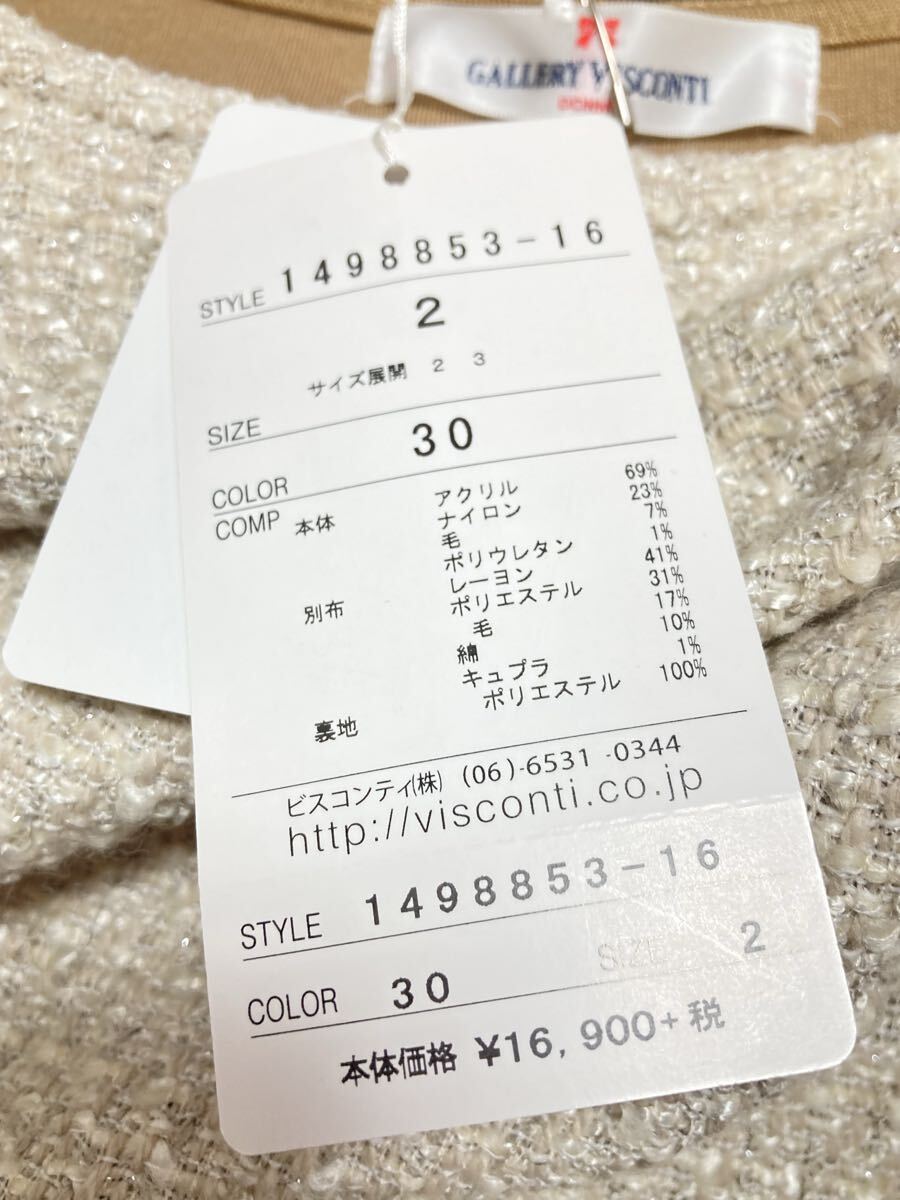 GALLERY VISCONTI
STYLE 1498853-16
2
サイズ展開 2 3
SIZE
30
COLOR
COMP 本体 アクリル 69%
ナイロン 23%
毛 7%
ポリウレタン 1%
別布 レーヨン 41%
ポリエステル 31%
毛 17%
綿 10%
キュプラ 1%
裏地 ポリエステル 100%
ビスコンティ(株) (06)-6531-0344
http://visconti.co.jp
STYLE 1498853-16
COLOR 30 SIZE 2
本体価格 ¥16,900+税